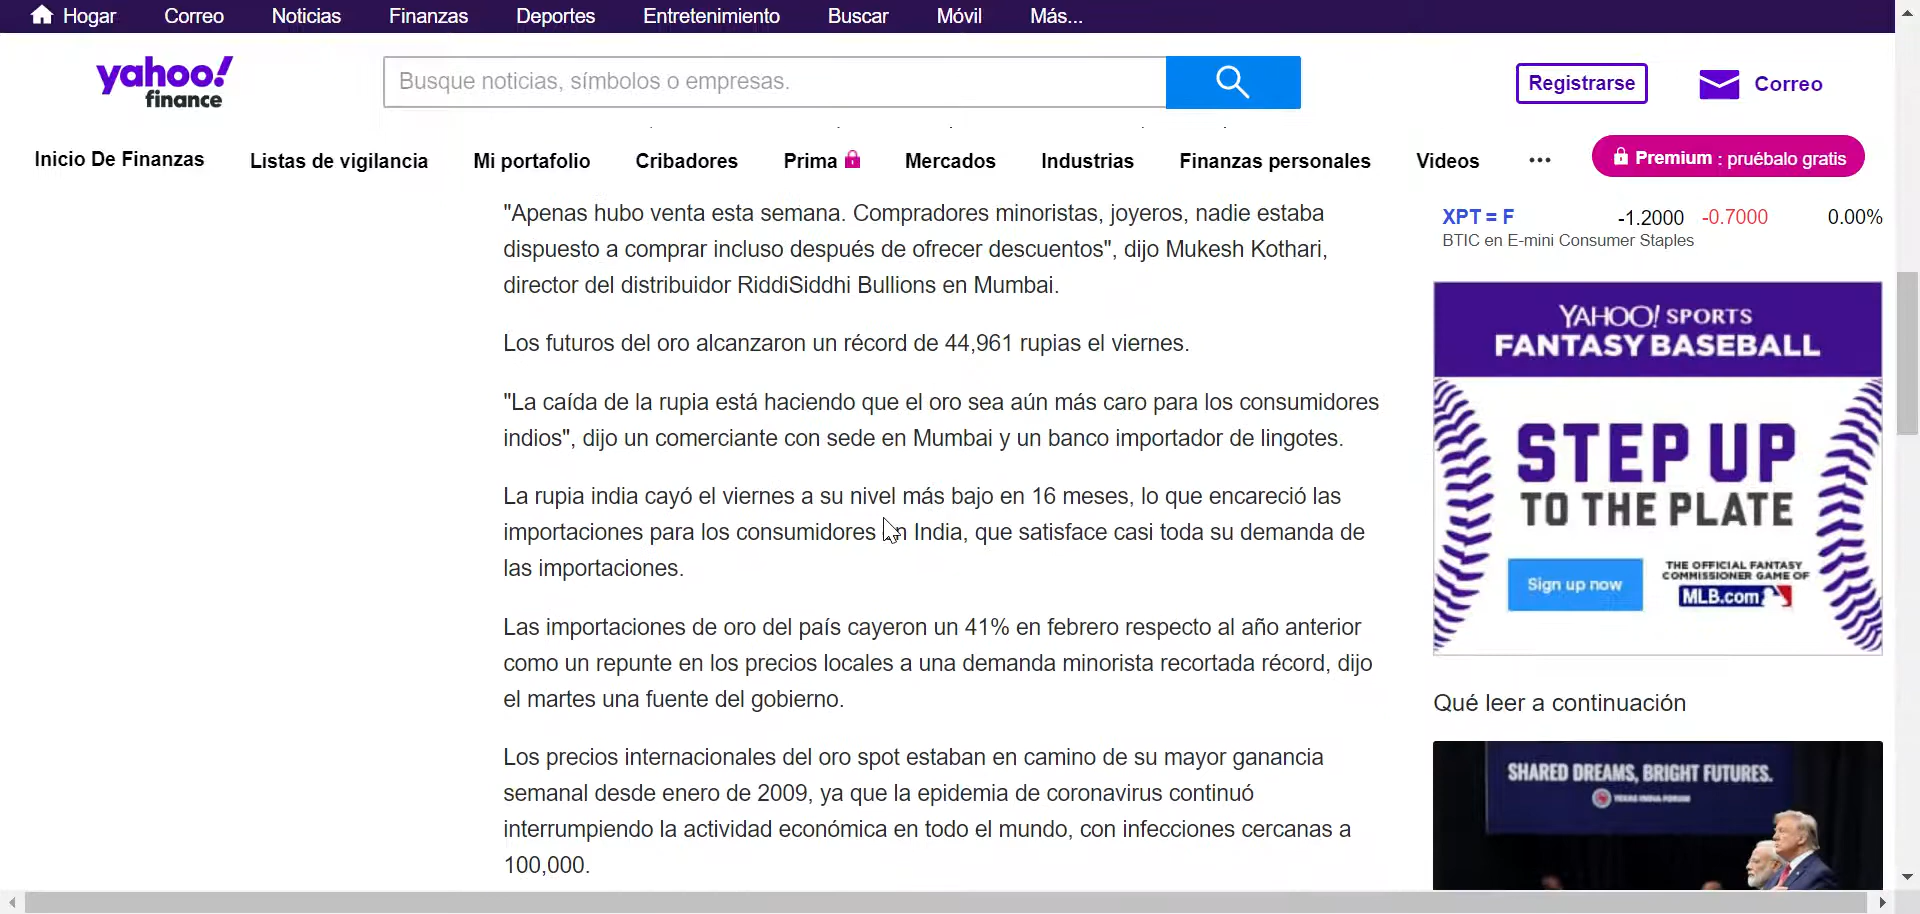 Hogar Correo Noticias Finanzas Deportes Entretenimiento Buscar Móvil Más...
yahoo!
finance
Busque noticias, símbolos o empresas.
Registrarse
Correo
Inicio De Finanzas Listas de vigilancia Mi portafolio Cribadores Prima Mercados Industrias Finanzas personales Videos ... Premium : pruébalo gratis
"Apenas hubo venta esta semana. Compradores minoristas, joyeros, nadie estaba
dispuesto a comprar incluso después de ofrecer descuentos", dijo Mukesh Kothari,
director del distribuidor RiddiSiddhi Bullions en Mumbai.
Los futuros del oro alcanzaron un récord de 44,961 rupias el viernes.
"La caída de la rupia está haciendo que el oro sea aún más caro para los consumidores
indios", dijo un comerciante con sede en Mumbai y un banco importador de lingotes.
La rupia india cayó el viernes a su nivel más bajo en 16 meses, lo que encareció las
importaciones para los consumidores en India, que satisface casi toda su demanda de
las importaciones.
Las importaciones de oro del país cayeron un 41% en febrero respecto al año anterior
como un repunte en los precios locales a una demanda minorista recortada récord, dijo
el martes una fuente del gobierno.
Los precios internacionales del oro spot estaban en camino de su mayor ganancia
semanal desde enero de 2009, ya que la epidemia de coronavirus continuó
interrumpiendo la actividad económica en todo el mundo, con infecciones cercanas a
100,000.
XPT = F -1.2000 -0.7000 0.00%
BTIC en E-mini Consumer Staples
YAHOO! SPORTS
FANTASY BASEBALL
STEP UP
TO THE PLATE
Sign up now
THE OFFICIAL FANTASY
COMMISSIONER GAME OF
MLB.com
Qué leer a continuación
SHARED DREAMS, BRIGHT FUTURES.
TEXAS INDIA FORUM